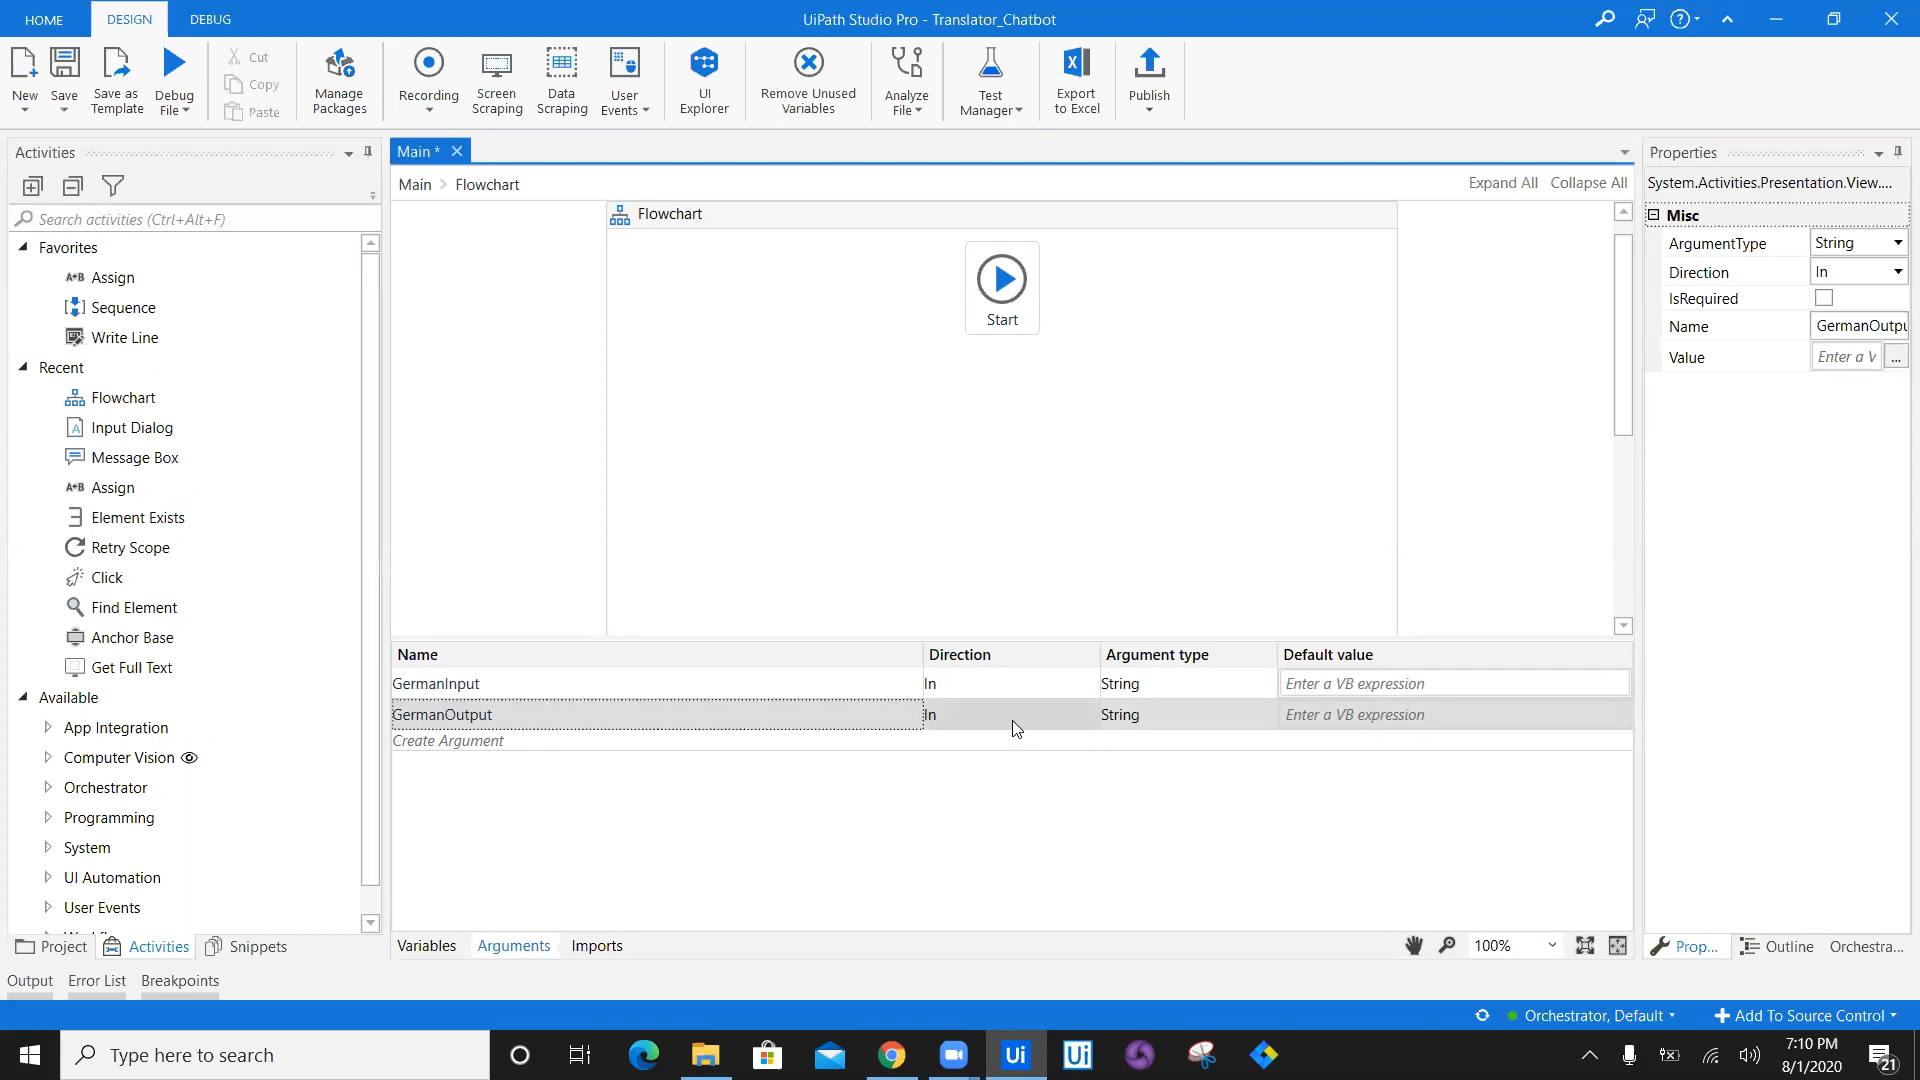 HOME DESIGN DEBUG UiPath Studio Pro - Translator_Chatbot
New Save Save as Template Debug File
Cut
Copy
Paste
Manage Packages
Recording
Screen Scraping
Data Scraping
User Events
UI Explorer
Remove Unused Variables
Analyze File
Test Manager
Export to Excel
Publish
Activities
Search activities (Ctrl+Alt+F)
Favorites
Assign
Sequence
Write Line
Recent
Flowchart
Input Dialog
Message Box
Assign
Element Exists
Retry Scope
Click
Find Element
Anchor Base
Get Full Text
Available
App Integration
Computer Vision
Orchestrator
Programming
System
UI Automation
User Events
Project Activities Snippets
Main *
Main > Flowchart Expand All Collapse All
Flowchart
Start
Name Direction Argument type Default value
GermanInput In String Enter a VB expression
GermanOutput In String Enter a VB expression
Create Argument
Variables Arguments Imports 100%
Properties
System.Activities.Presentation.View....
Misc
ArgumentType String
Direction In
IsRequired
Name GermanOutpu
Value Enter a V ...
Prop... Outline Orchestra...
Output Error List Breakpoints
Orchestrator, Default Add To Source Control
Type here to search
Ui Ui
7:10 PM
8/1/2020
21